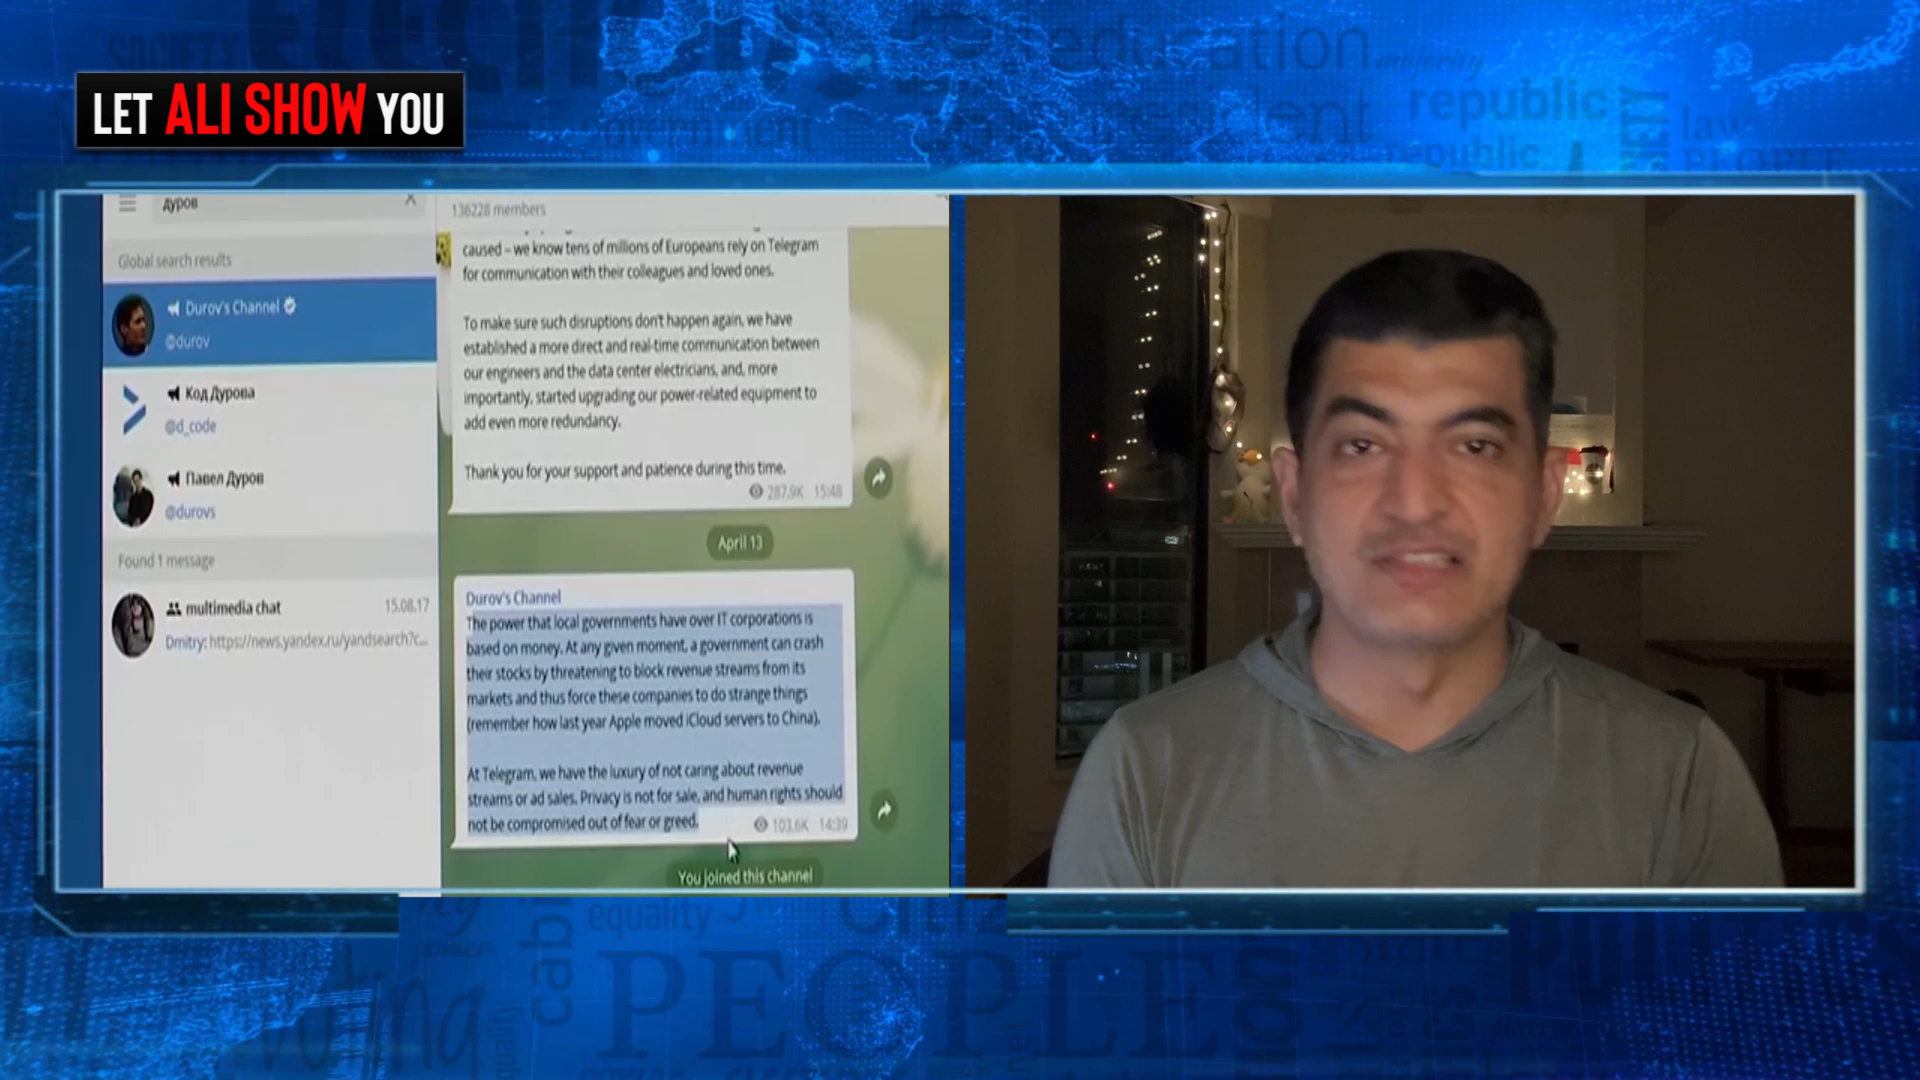 SOCIETY
education
majority
republic
president
government
republic
law
PEOPLE
LET ALI SHOW YOU
дуров
136228 members
Global search results
caused – we know tens of millions of Europeans rely on Telegram
for communication with their colleagues and loved ones.
Durov's Channel
@durov
To make sure such disruptions don't happen again, we have
established a more direct and real-time communication between
our engineers and the data center electricians, and, more
importantly, started upgrading our power-related equipment to
add even more redundancy.
Код Дурова
@d_code
Thank you for your support and patience during this time.
287.9K 15:48
Павел Дуров
@durovs
April 13
Found 1 message
multimedia chat 15.08.17
Dmitry: https://news.yandex.ru/yandsearch?c...
Durov's Channel
The power that local governments have over IT corporations is
based on money. At any given moment, a government can crash
their stocks by threatening to block revenue streams from its
markets and thus force these companies to do strange things
(remember how last year Apple moved iCloud servers to China).
At Telegram, we have the luxury of not caring about revenue
streams or ad sales. Privacy is not for sale, and human rights should
not be compromised out of fear or greed.
103.6K 14:39
You joined this channel
equality
PEOPLE